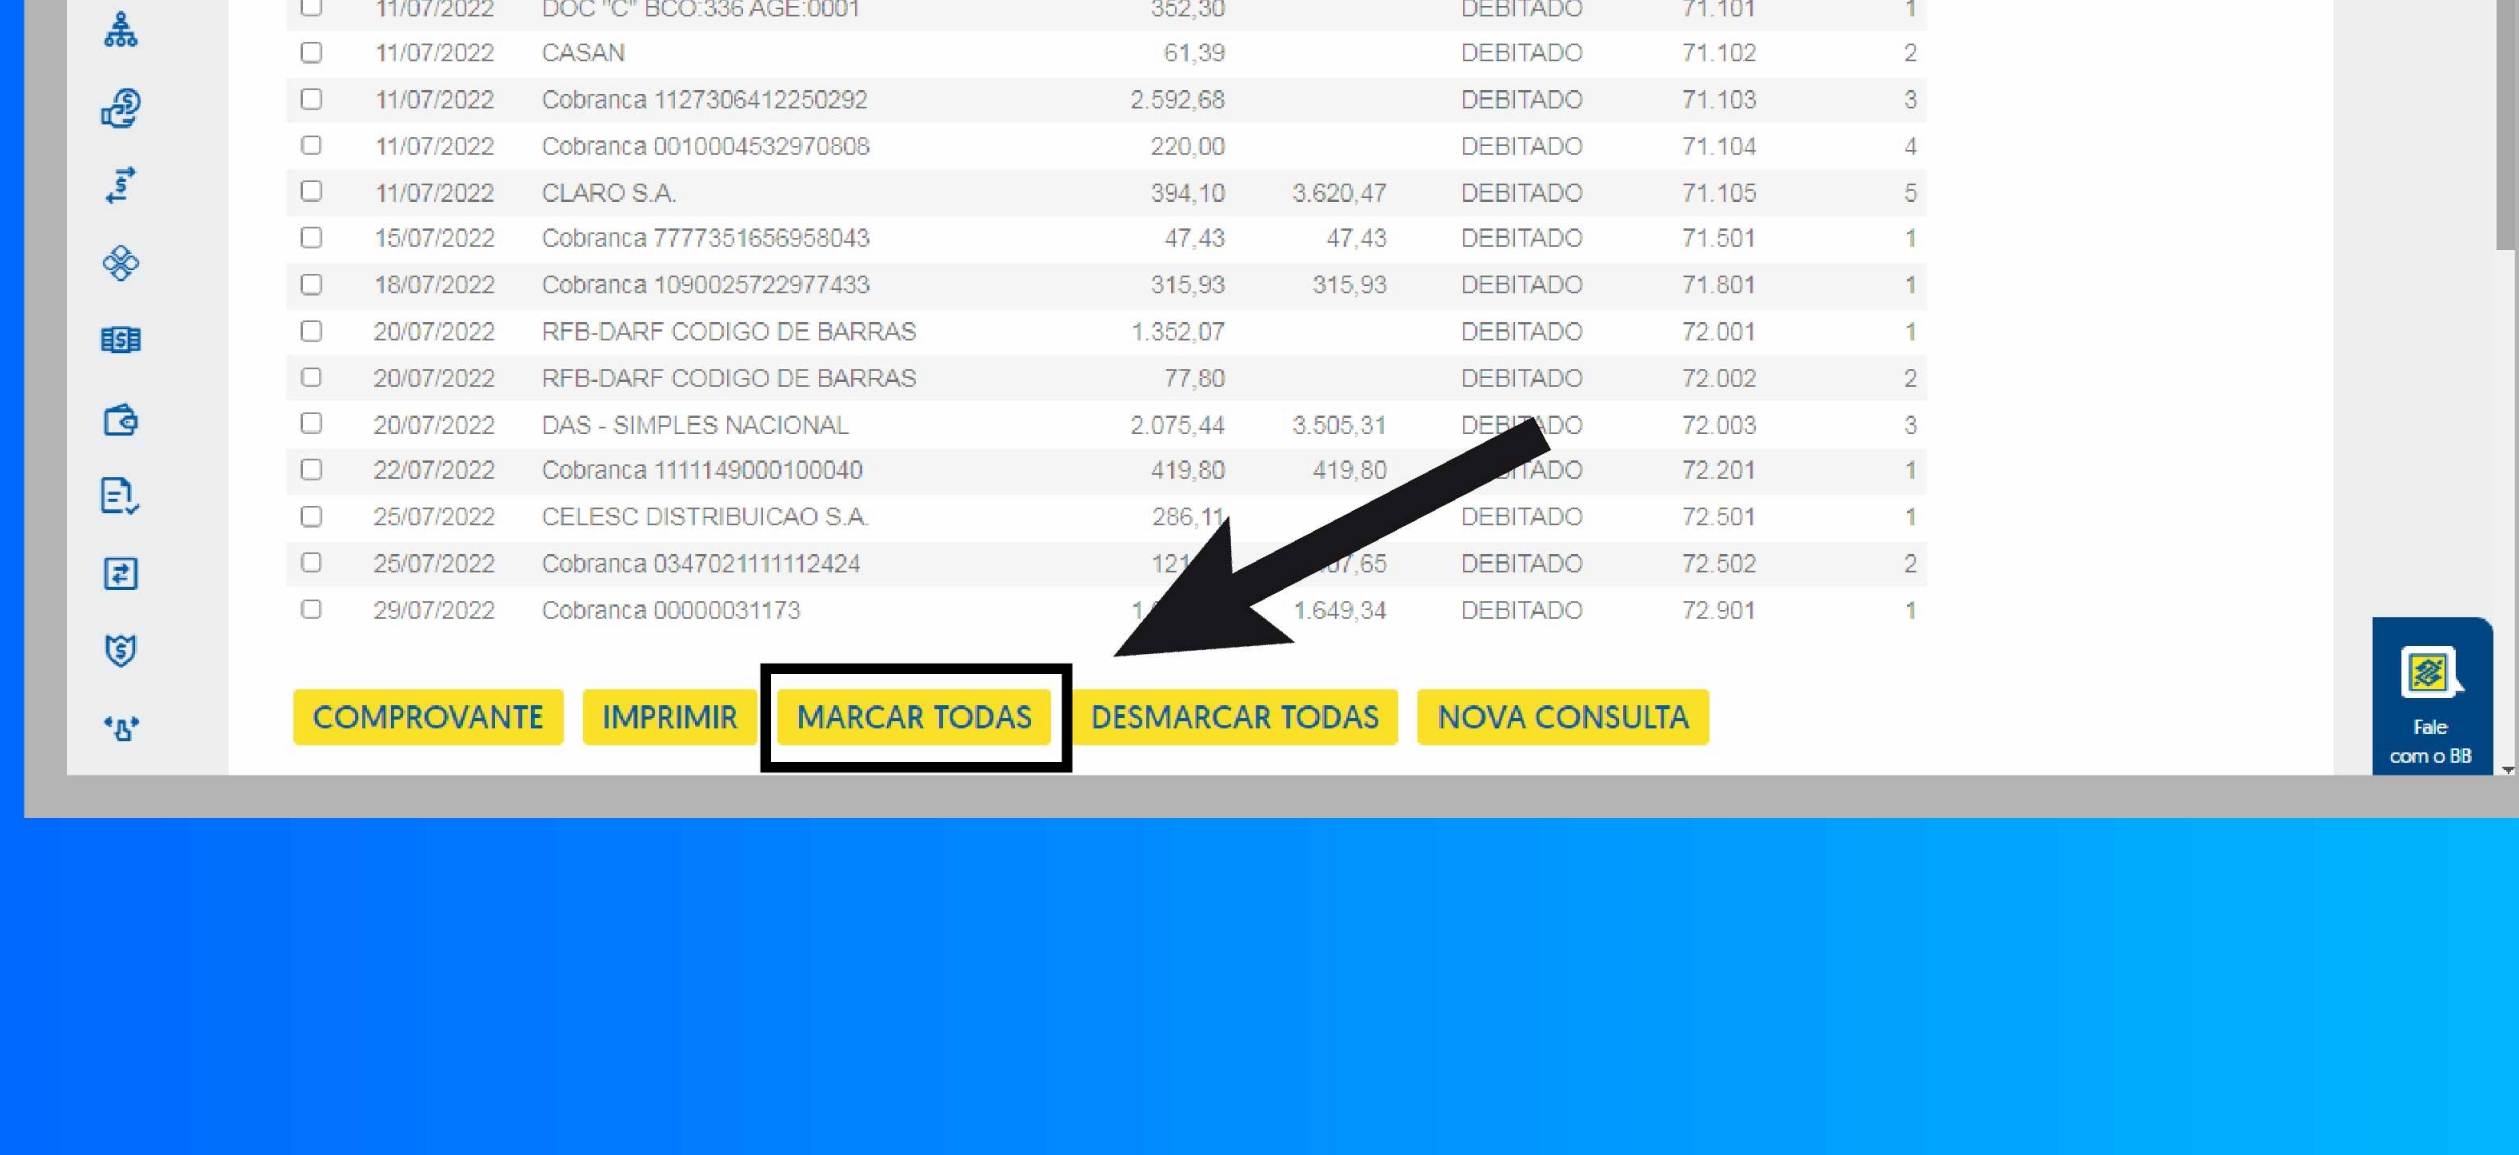 11/07/2022 DOC "C" BCO:336 AGE:0001 352,30 DEBITADO 71.101 1
11/07/2022 CASAN 61,39 DEBITADO 71.102 2
11/07/2022 Cobranca 1127306412250292 2.592,68 DEBITADO 71.103 3
11/07/2022 Cobranca 0010004532970808 220,00 DEBITADO 71.104 4
11/07/2022 CLARO S.A. 394,10 3.620,47 DEBITADO 71.105 5
15/07/2022 Cobranca 7777351656958043 47,43 47,43 DEBITADO 71.501 1
18/07/2022 Cobranca 1090025722977433 315,93 315,93 DEBITADO 71.801 1
20/07/2022 RFB-DARF CODIGO DE BARRAS 1.352,07 DEBITADO 72.001 1
20/07/2022 RFB-DARF CODIGO DE BARRAS 77,80 DEBITADO 72.002 2
20/07/2022 DAS - SIMPLES NACIONAL 2.075,44 3.505,31 DEBITADO 72.003 3
22/07/2022 Cobranca 1111149000100040 419,80 419,80 72.201 1
25/07/2022 CELESC DISTRIBUICAO S.A. 286,11 DEBITADO 72.501 1
25/07/2022 Cobranca 0347021111112424 DEBITADO 72.502 2
29/07/2022 Cobranca 00000031173 1.649,34 DEBITADO 72.901 1
COMPROVANTE IMPRIMIR MARCAR TODAS DESMARCAR TODAS NOVA CONSULTA
Fale
com o BB